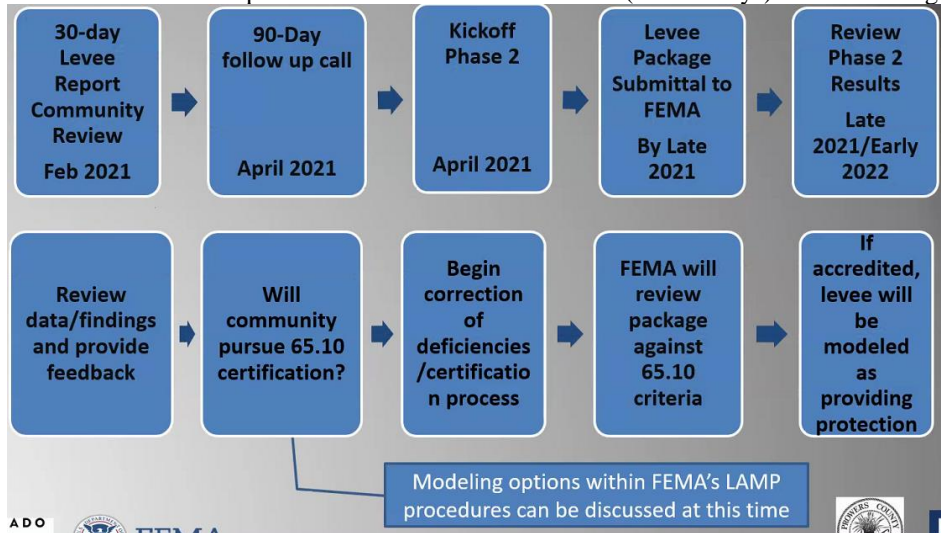 30-day
Levee
Report
Community
Review
Feb 2021
90-Day
follow up call
April 2021
Kickoff
Phase 2
April 2021
Levee
Package
Submittal to
FEMA
By Late
2021
Review
Phase 2
Results
Late
2021/Early
2022
Review
data/findings
and provide
feedback
Will
community
pursue 65.10
certification?
Begin
correction
of
deficiencies
/certificatio
n process
FEMA will
review
package
against
65.10
criteria
If
accredited,
levee will
be
modeled
as
providing
protection
Modeling options within FEMA's LAMP
procedures can be discussed at this time
ADO
FEMA
PROWERS COUNTY